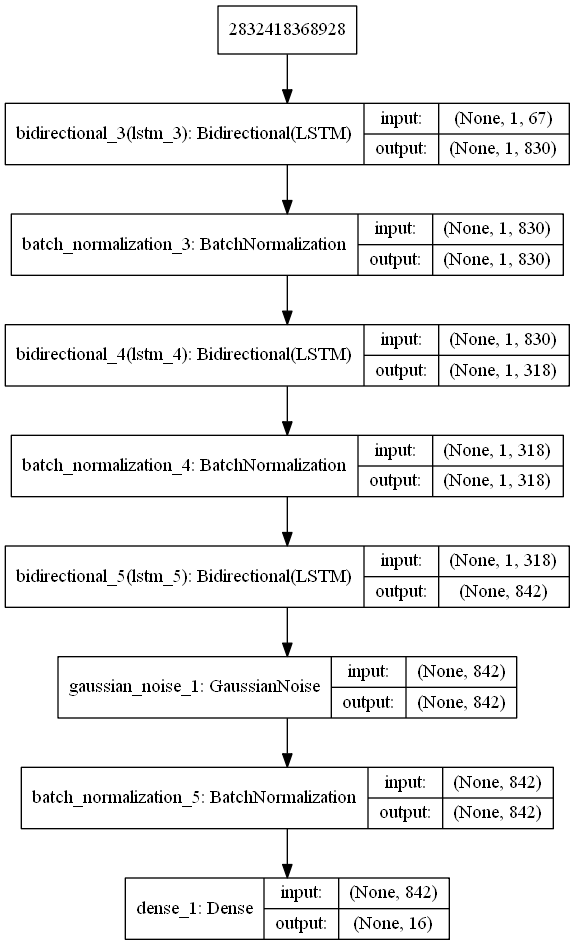 2832418368928
bidirectional_3(lstm_3): Bidirectional(LSTM) input: (None, 1, 67)
output: (None, 1, 830)
batch_normalization_3: BatchNormalization input: (None, 1, 830)
output: (None, 1, 830)
bidirectional_4(lstm_4): Bidirectional(LSTM) input: (None, 1, 830)
output: (None, 1, 318)
batch_normalization_4: BatchNormalization input: (None, 1, 318)
output: (None, 1, 318)
bidirectional_5(lstm_5): Bidirectional(LSTM) input: (None, 1, 318)
output: (None, 842)
gaussian_noise_1: GaussianNoise input: (None, 842)
output: (None, 842)
batch_normalization_5: BatchNormalization input: (None, 842)
output: (None, 842)
dense_1: Dense input: (None, 842)
output: (None, 16)